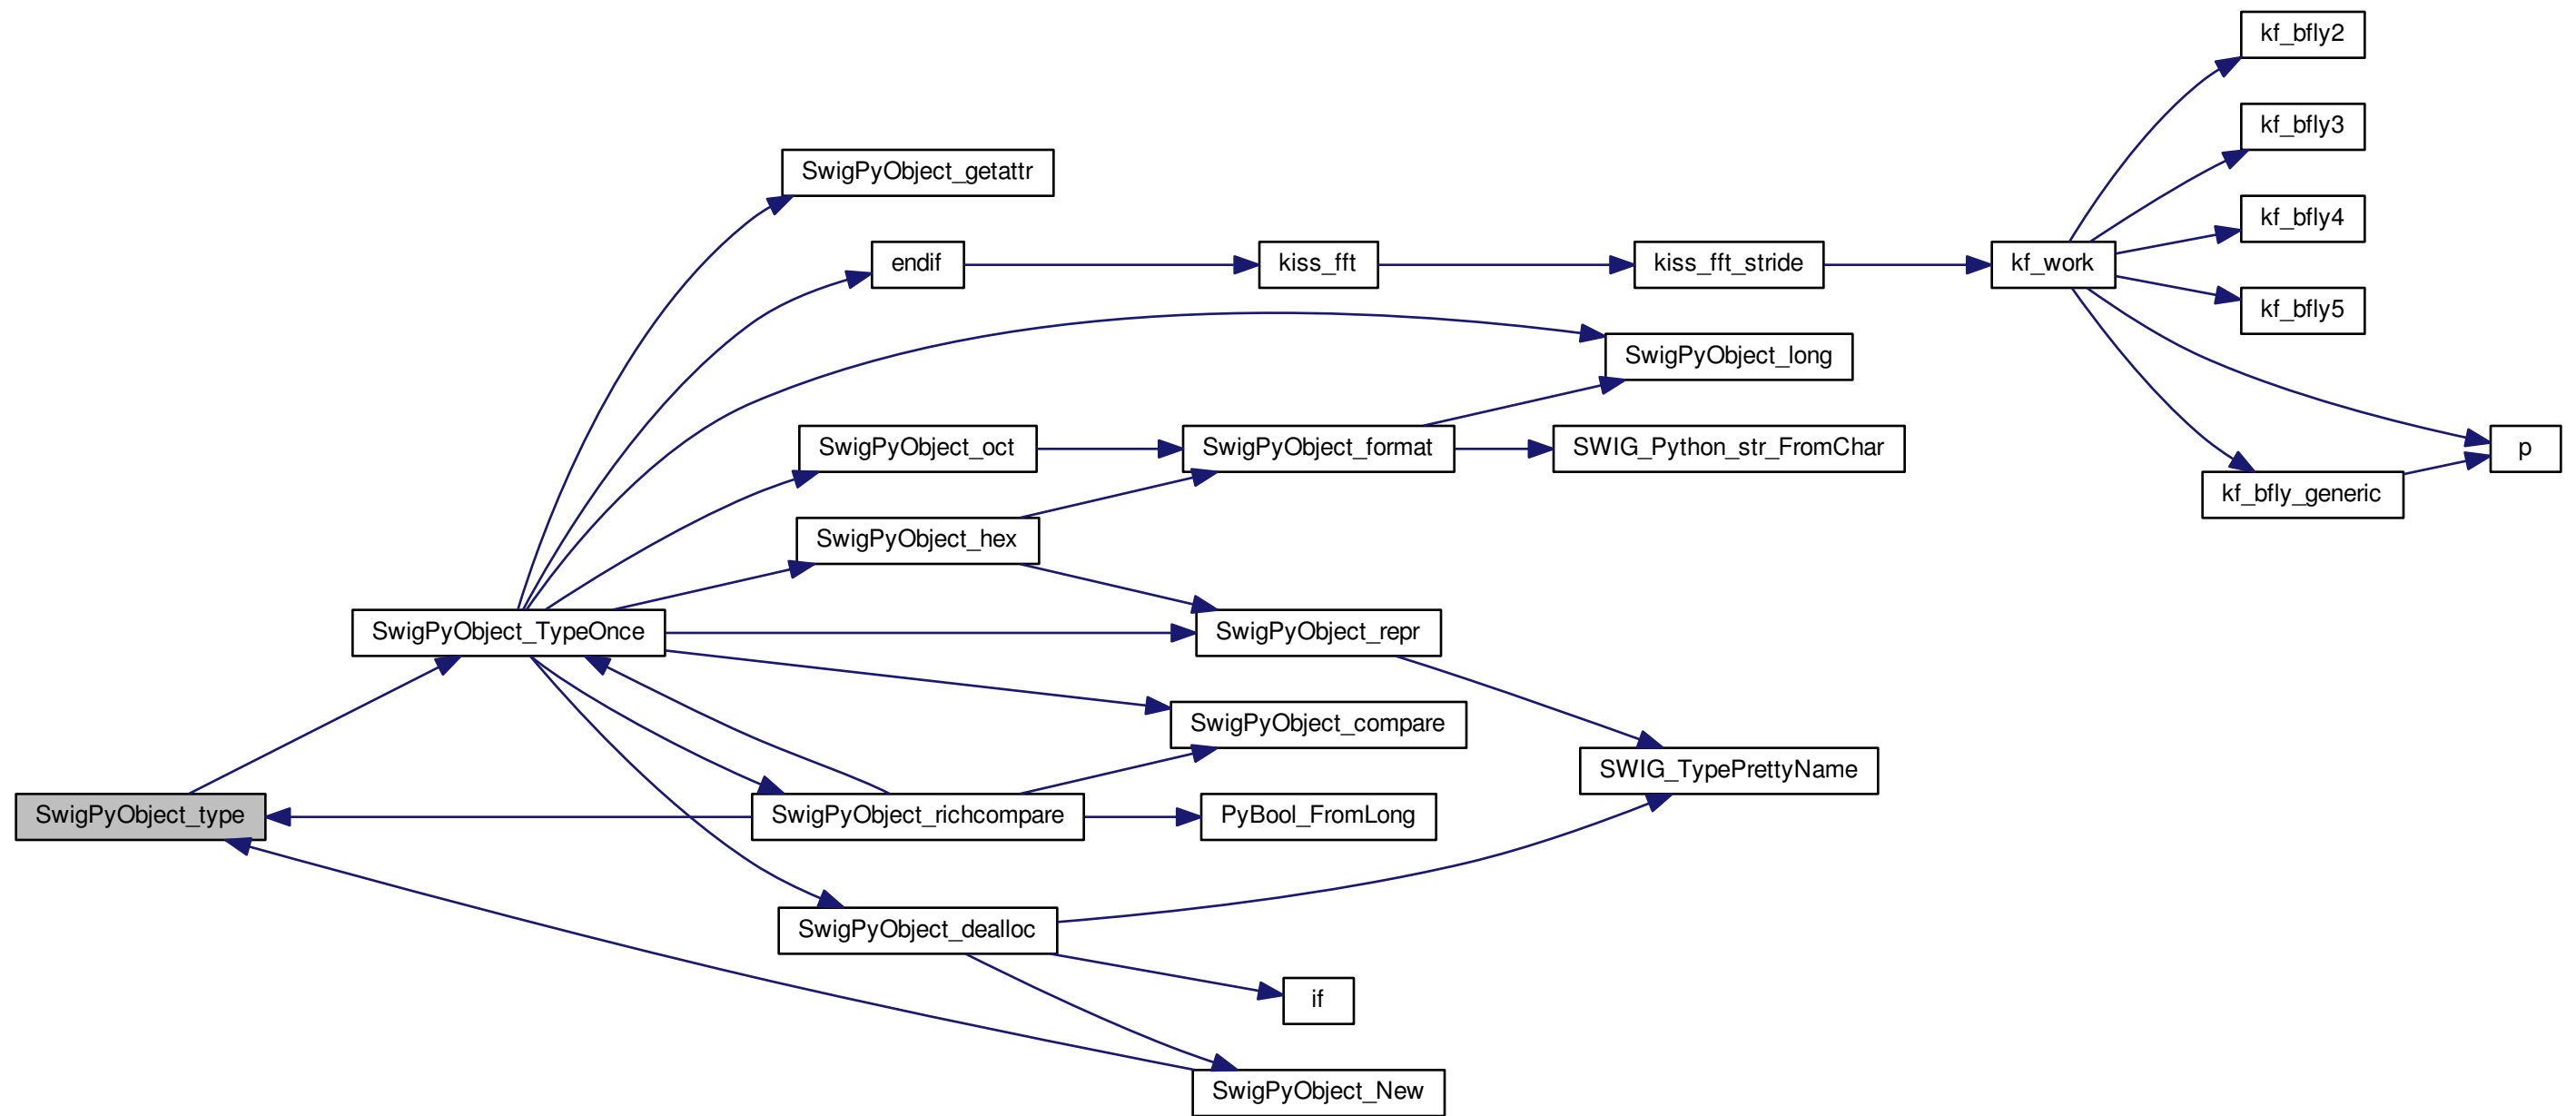 kf_bfly2
kf_bfly3
SwigPyObject_getattr
kf_bfly4
endif
kiss_fft
kiss_fft_stride
kf_work
kf_bfly5
SwigPyObject_long
SwigPyObject_oct
SwigPyObject_format
SWIG_Python_str_FromChar
p
kf_bfly_generic
SwigPyObject_hex
SwigPyObject_TypeOnce
SwigPyObject_repr
SwigPyObject_compare
SWIG_TypePrettyName
SwigPyObject_type
SwigPyObject_richcompare
PyBool_FromLong
SwigPyObject_dealloc
if
SwigPyObject_New